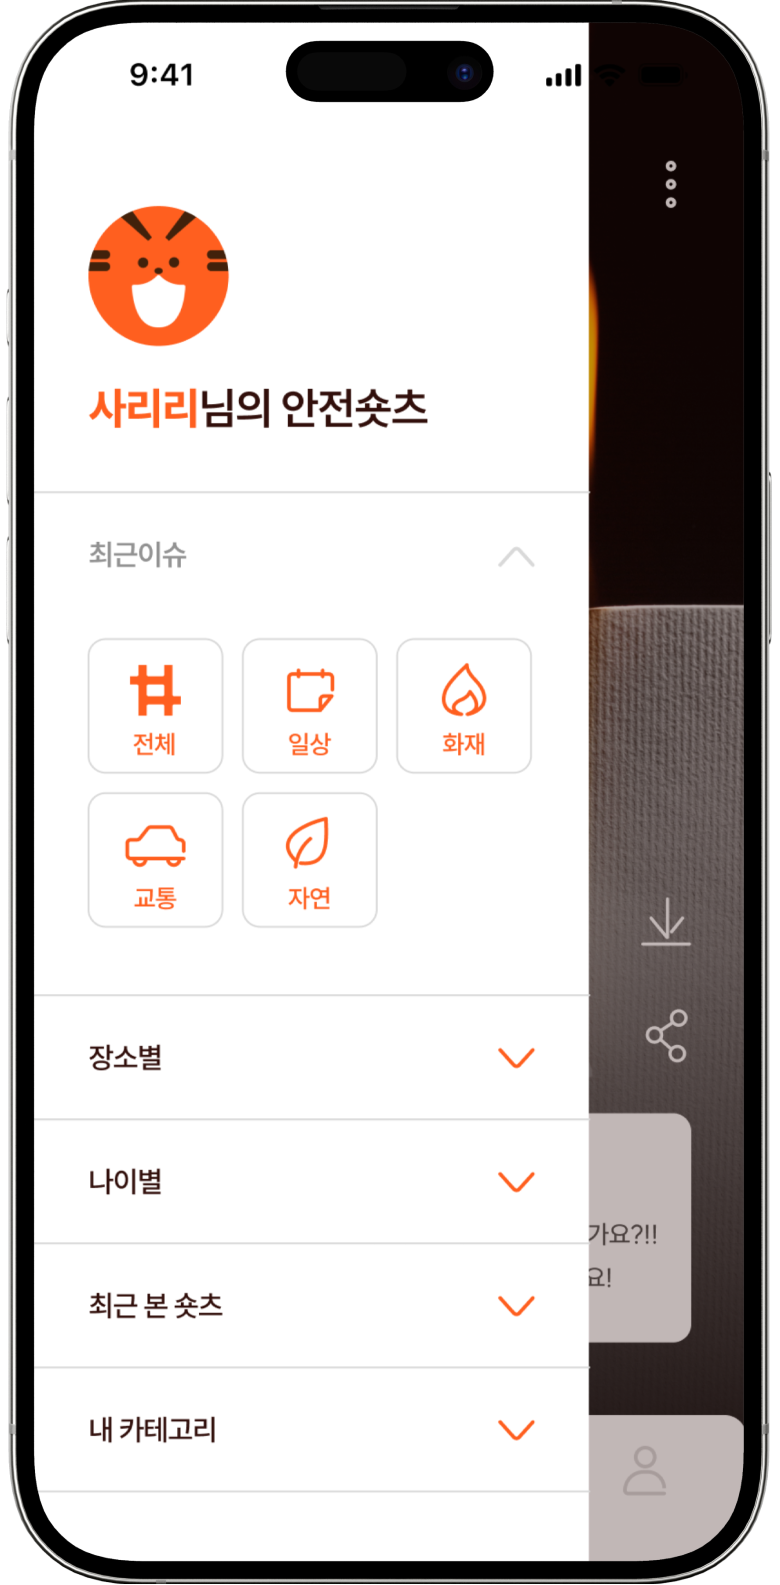 9:41
사리리님의 안전숏츠
최근이슈
전체
일상
화재
교통
자연
장소별
나이별
가요?!!
요!
최근 본 숏츠
내 카테고리